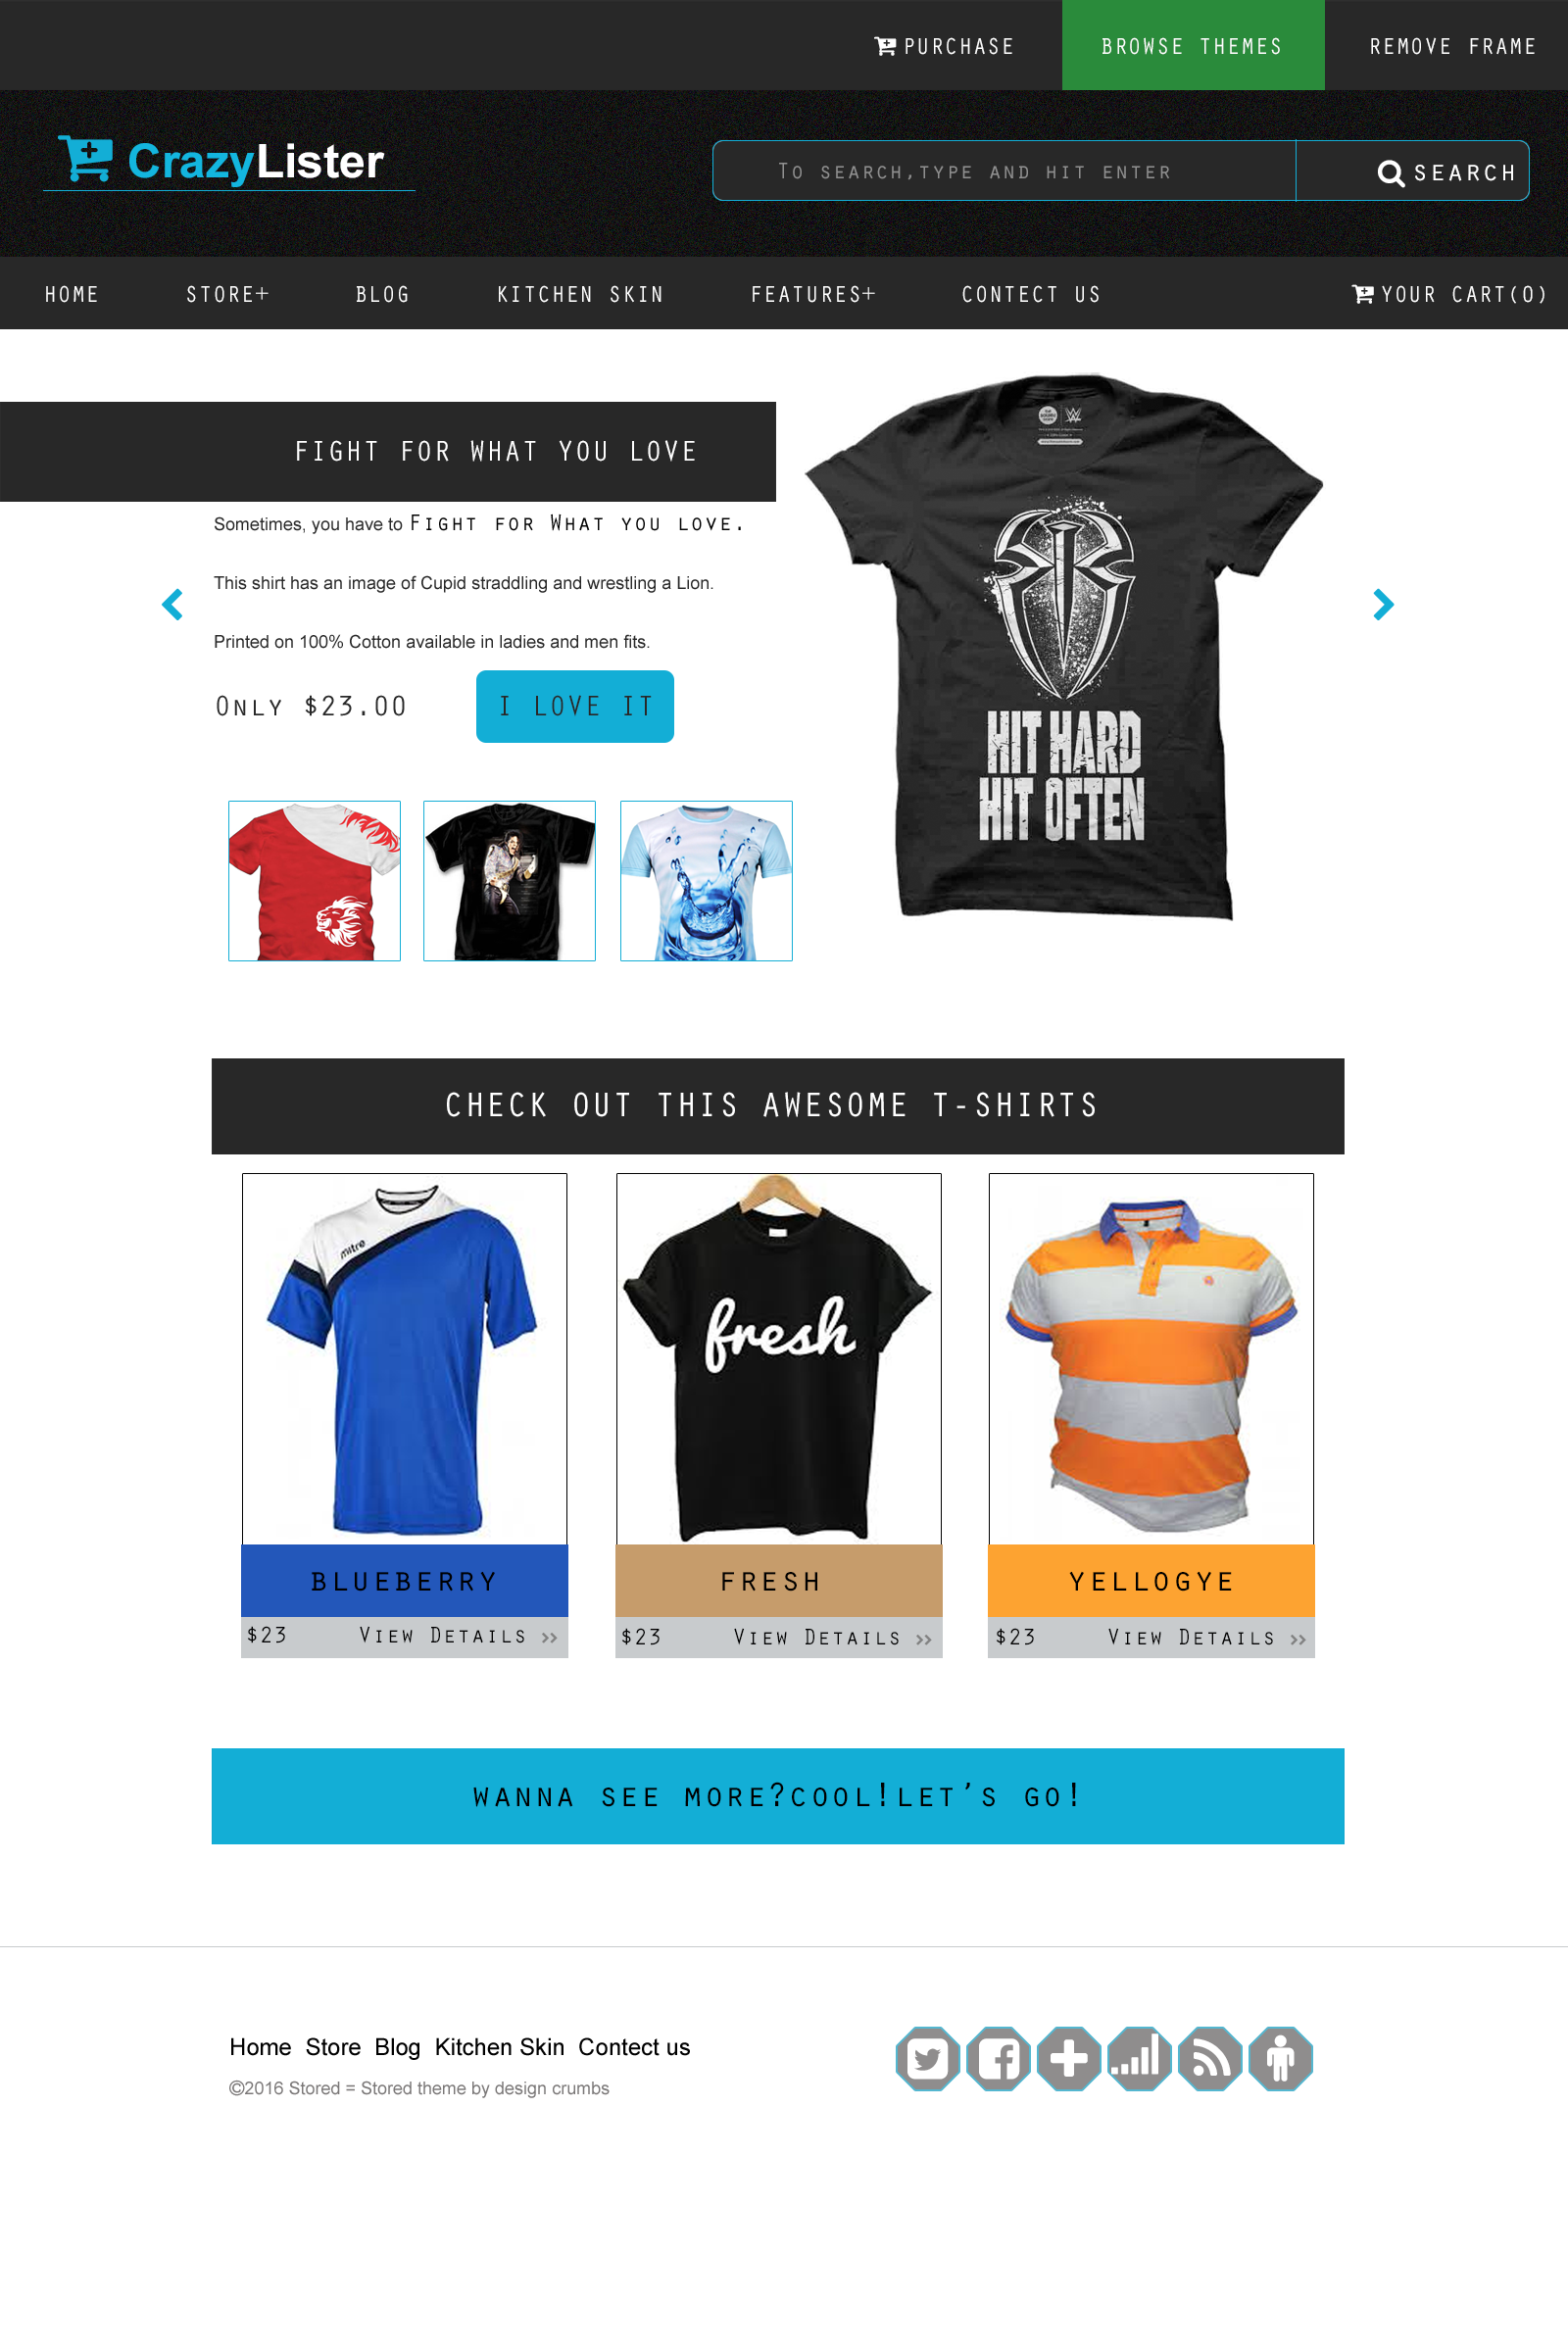 PURCHASE
BROWSE THEMES
REMOVE FRAME
CrazyLister
To search,type and hit enter
SEARCH
HOME
STORE+
BLOG
KITCHEN SKIN
FEATURES+
CONTECT US
YOUR CART(0)
FIGHT FOR WHAT YOU LOVE
Sometimes, you have to Fight for What you love.
This shirt has an image of Cupid straddling and wrestling a Lion.
Printed on 100% Cotton available in ladies and men fits.
Only $23.00
I LOVE IT
HIT HARD
HIT OFTEN
CHECK OUT THIS AWESOME T-SHIRTS
mitre
fresh
BLUEBERRY
FRESH
YELLOGYE
$23 View Details »
$23 View Details »
$23 View Details »
wanna see more?cool!let's go!
Home Store Blog Kitchen Skin Contect us
©2016 Stored = Stored theme by design crumbs